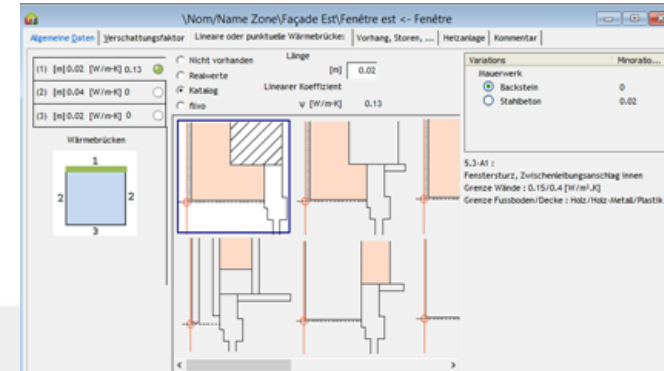 \Nom/Name Zone\Façade Est\Fenêtre est <- Fenêtre
Algemeine Daten
Verschattungsfaktor
Lineare oder punktuelle Wärmebrücke:
Vorhang, Storen, ...
Heizanlage
Kommentar
(1) [m] 0.02 [W/m-K] 0.13
(2) [m] 0.04 [W/m-K] 0
(3) [m] 0.02 [W/m-K] 0
Wärmebrücken
1
2
2
3
Nicht vorhanden
Realwerte
Katalog
fixo
Länge
[m] 0.02
Linearer Koeffizient
ψ [W/m-K] 0.13
Variations
Minoratio...
Mauerwerk
Backstein 0
Stahlbeton 0.02
5.3-A1 :
Fenstersturz, Zwischenleibungsanschlag innen
Grenze Wände : 0.15/0.4 [W/m².K]
Grenze Fussboden/Decke : Holz/Holz-Metal/Plastik